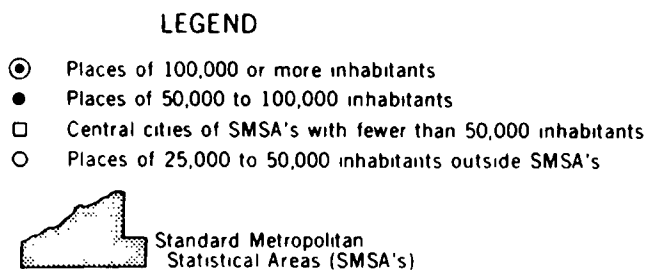 LEGEND
Places of 100,000 or more inhabitants
Places of 50,000 to 100,000 inhabitants
Central cities of SMSA's with fewer than 50,000 inhabitants
Places of 25,000 to 50,000 inhabitants outside SMSA's
Standard Metropolitan
Statistical Areas (SMSA's)